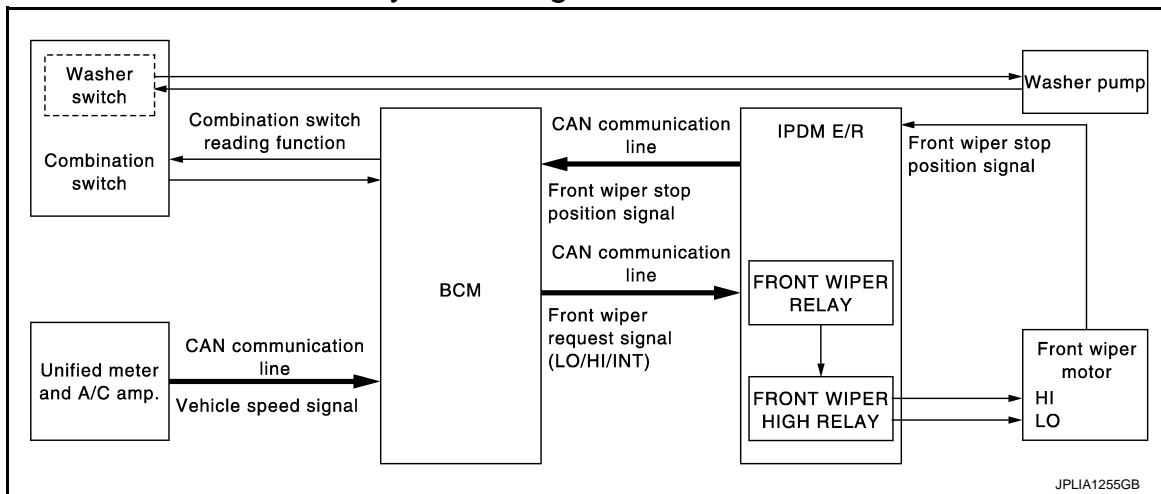 Washer
switch
Combination
switch
Combination switch
reading function
Unified meter
and A/C amp.
CAN communication
line
Vehicle speed signal
BCM
CAN communication
line
Front wiper stop
position signal
CAN communication
line
Front wiper
request signal
(LO/HI/INT)
IPDM E/R
FRONT WIPER
RELAY
FRONT WIPER
HIGH RELAY
Washer pump
Front wiper stop
position signal
Front wiper
motor
HI
LO
JPLIA1255GB